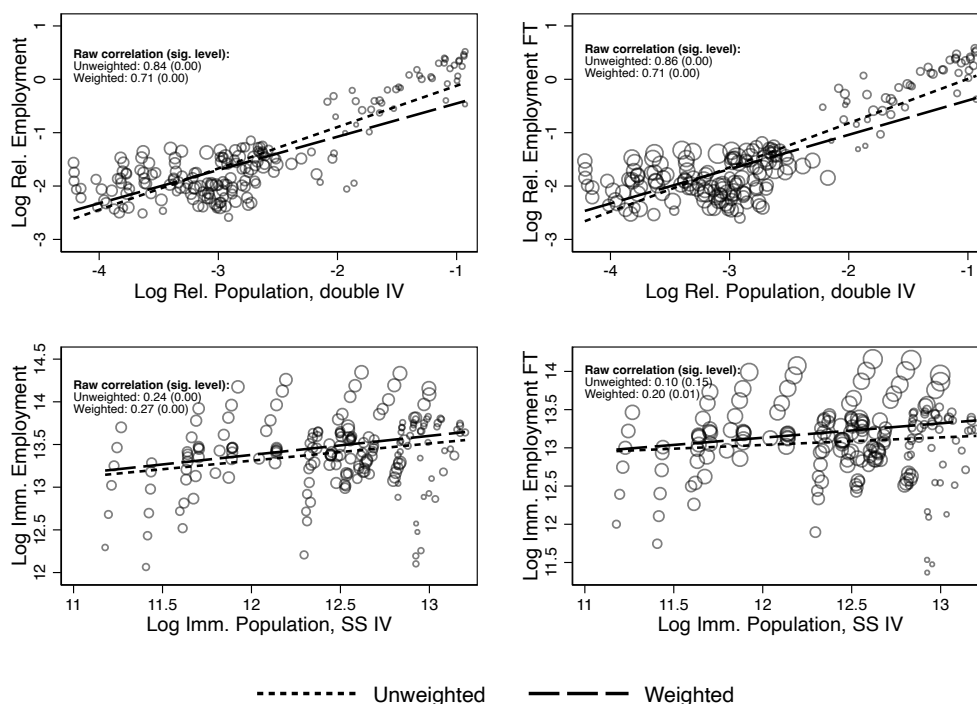 Log Rel. Employment
-3 -2 -1 0 1
Raw correlation (sig. level):
Unweighted: 0.84 (0.00)
Weighted: 0.71 (0.00)
-4 -3 -2 -1
Log Rel. Population, double IV
Log Rel. Employment FT
-3 -2 -1 0 1
Raw correlation (sig. level):
Unweighted: 0.86 (0.00)
Weighted: 0.71 (0.00)
-4 -3 -2 -1
Log Rel. Population, double IV
Log Imm. Employment
12 12.5 13 13.5 14 14.5
Raw correlation (sig. level):
Unweighted: 0.24 (0.00)
Weighted: 0.27 (0.00)
11 11.5 12 12.5 13
Log Imm. Population, SS IV
Log Imm. Employment FT
11.5 12 12.5 13 13.5 14
Raw correlation (sig. level):
Unweighted: 0.10 (0.15)
Weighted: 0.20 (0.01)
11 11.5 12 12.5 13
Log Imm. Population, SS IV
Unweighted Weighted